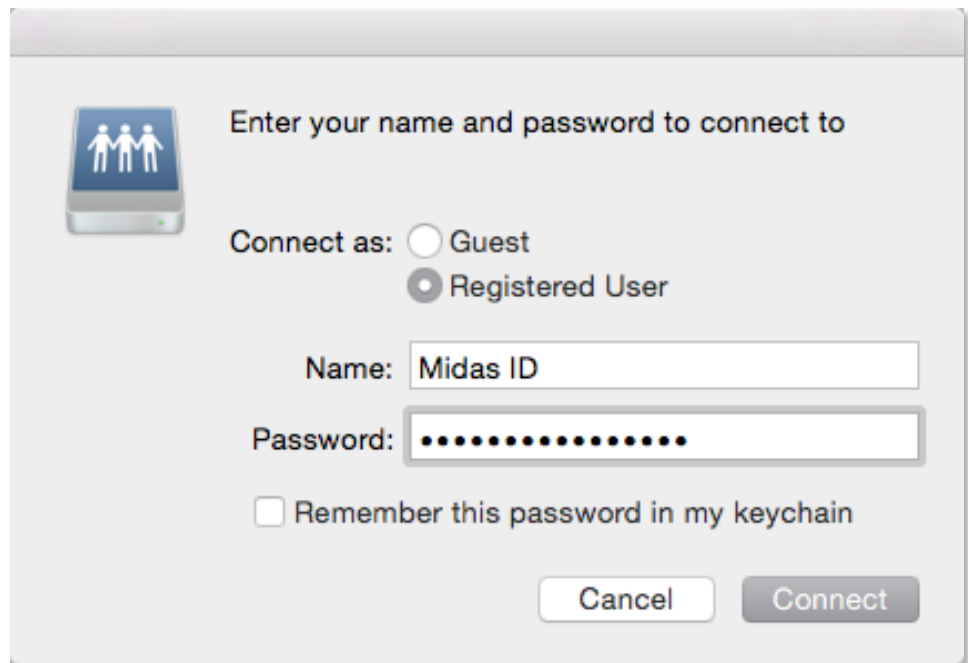 Enter your name and password to connect to
Connect as: Guest
Registered User
Name: Midas ID
Password: ••••••••••••••••
Remember this password in my keychain
Cancel Connect